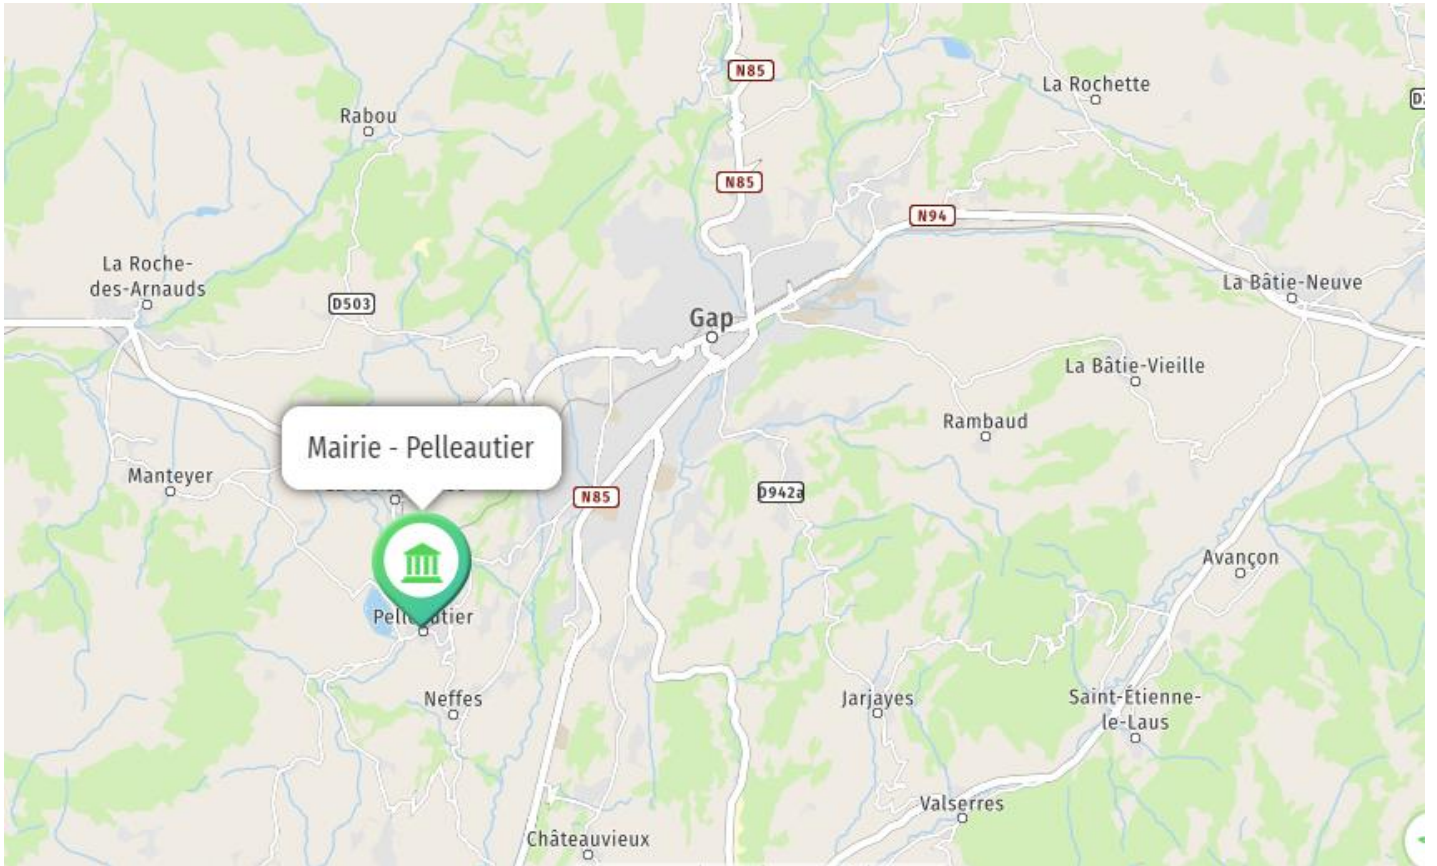 N85
La Rochette
Rabou
N85
N94
La Roche-
des-Arnauds
La Bâtie-Neuve
D503
Gap
La Bâtie-Vieille
Rambaud
Mairie - Pelleautier
Manteyer
N85
D942a
Avançon
Pelleautier
Neffes
Jarjayes
Saint-Étienne-
le-Laus
Valserres
Châteauvieux